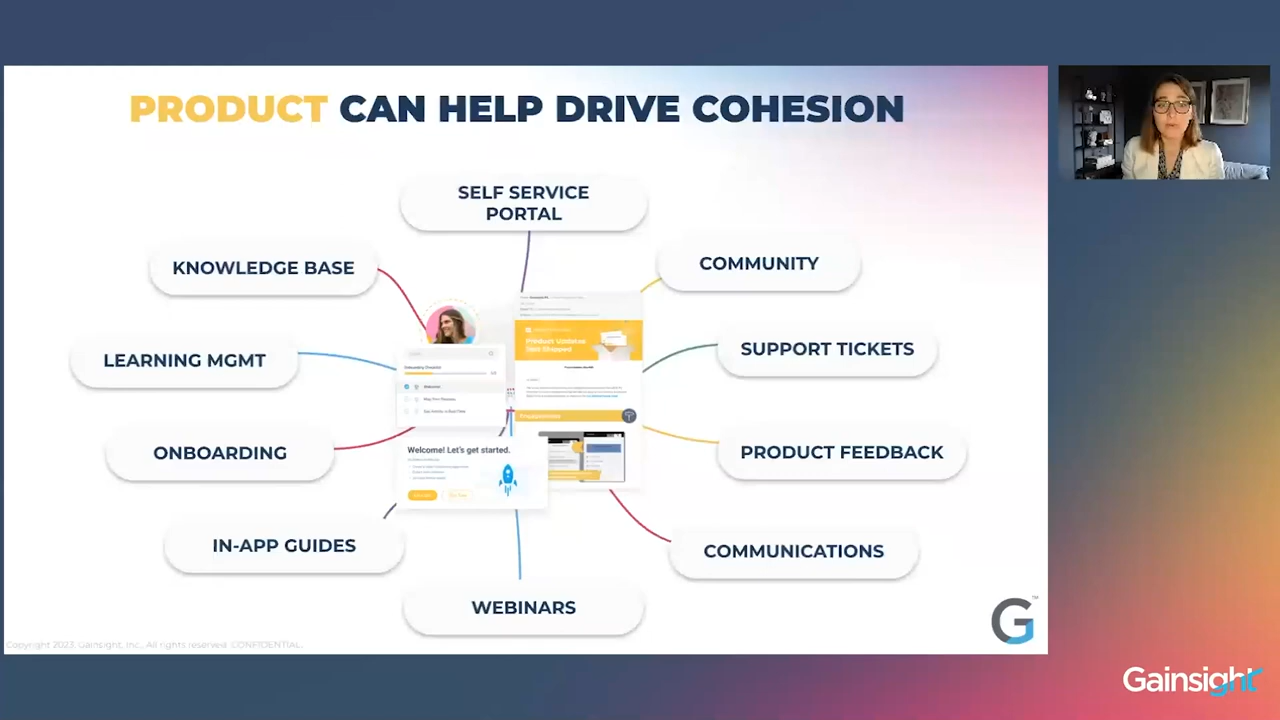 PRODUCT CAN HELP DRIVE COHESION
SELF SERVICE
PORTAL
KNOWLEDGE BASE
COMMUNITY
LEARNING MGMT
SUPPORT TICKETS
ONBOARDING
PRODUCT FEEDBACK
IN-APP GUIDES
COMMUNICATIONS
WEBINARS
Product Updates
Welcome! Let's get started.
G
TM
Copyright 2023. Gainsight, Inc., All rights reserved. CONFIDENTIAL.
Gainsight